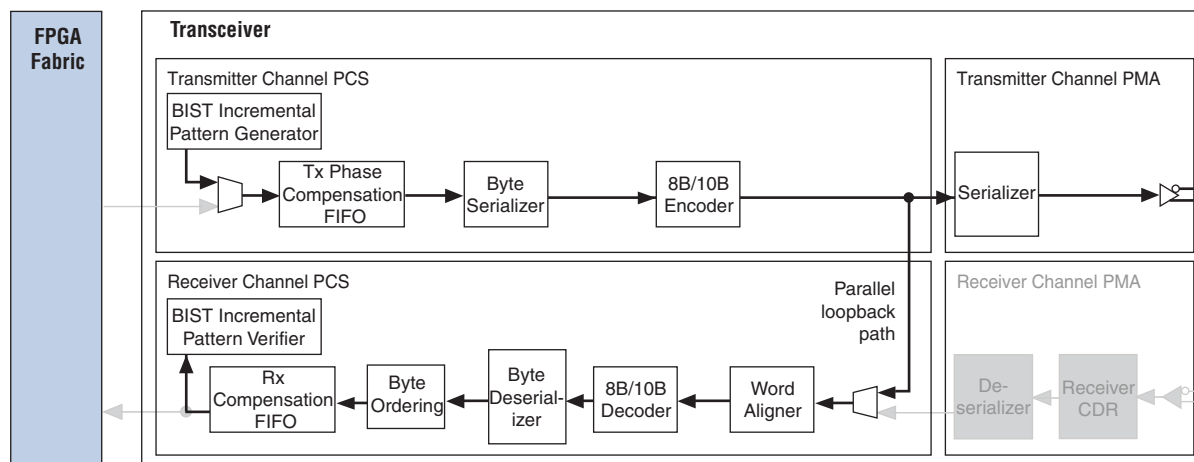 FPGA
Fabric
Transceiver
Transmitter Channel PCS
BIST Incremental
Pattern Generator
Tx Phase
Compensation
FIFO
Byte
Serializer
8B/10B
Encoder
Transmitter Channel PMA
Serializer
Receiver Channel PCS
BIST Incremental
Pattern Verifier
Rx
Compensation
FIFO
Byte
Ordering
Byte
Deserial-
izer
8B/10B
Decoder
Word
Aligner
Parallel
loopback
path
Receiver Channel PMA
De-
serializer
Receiver
CDR